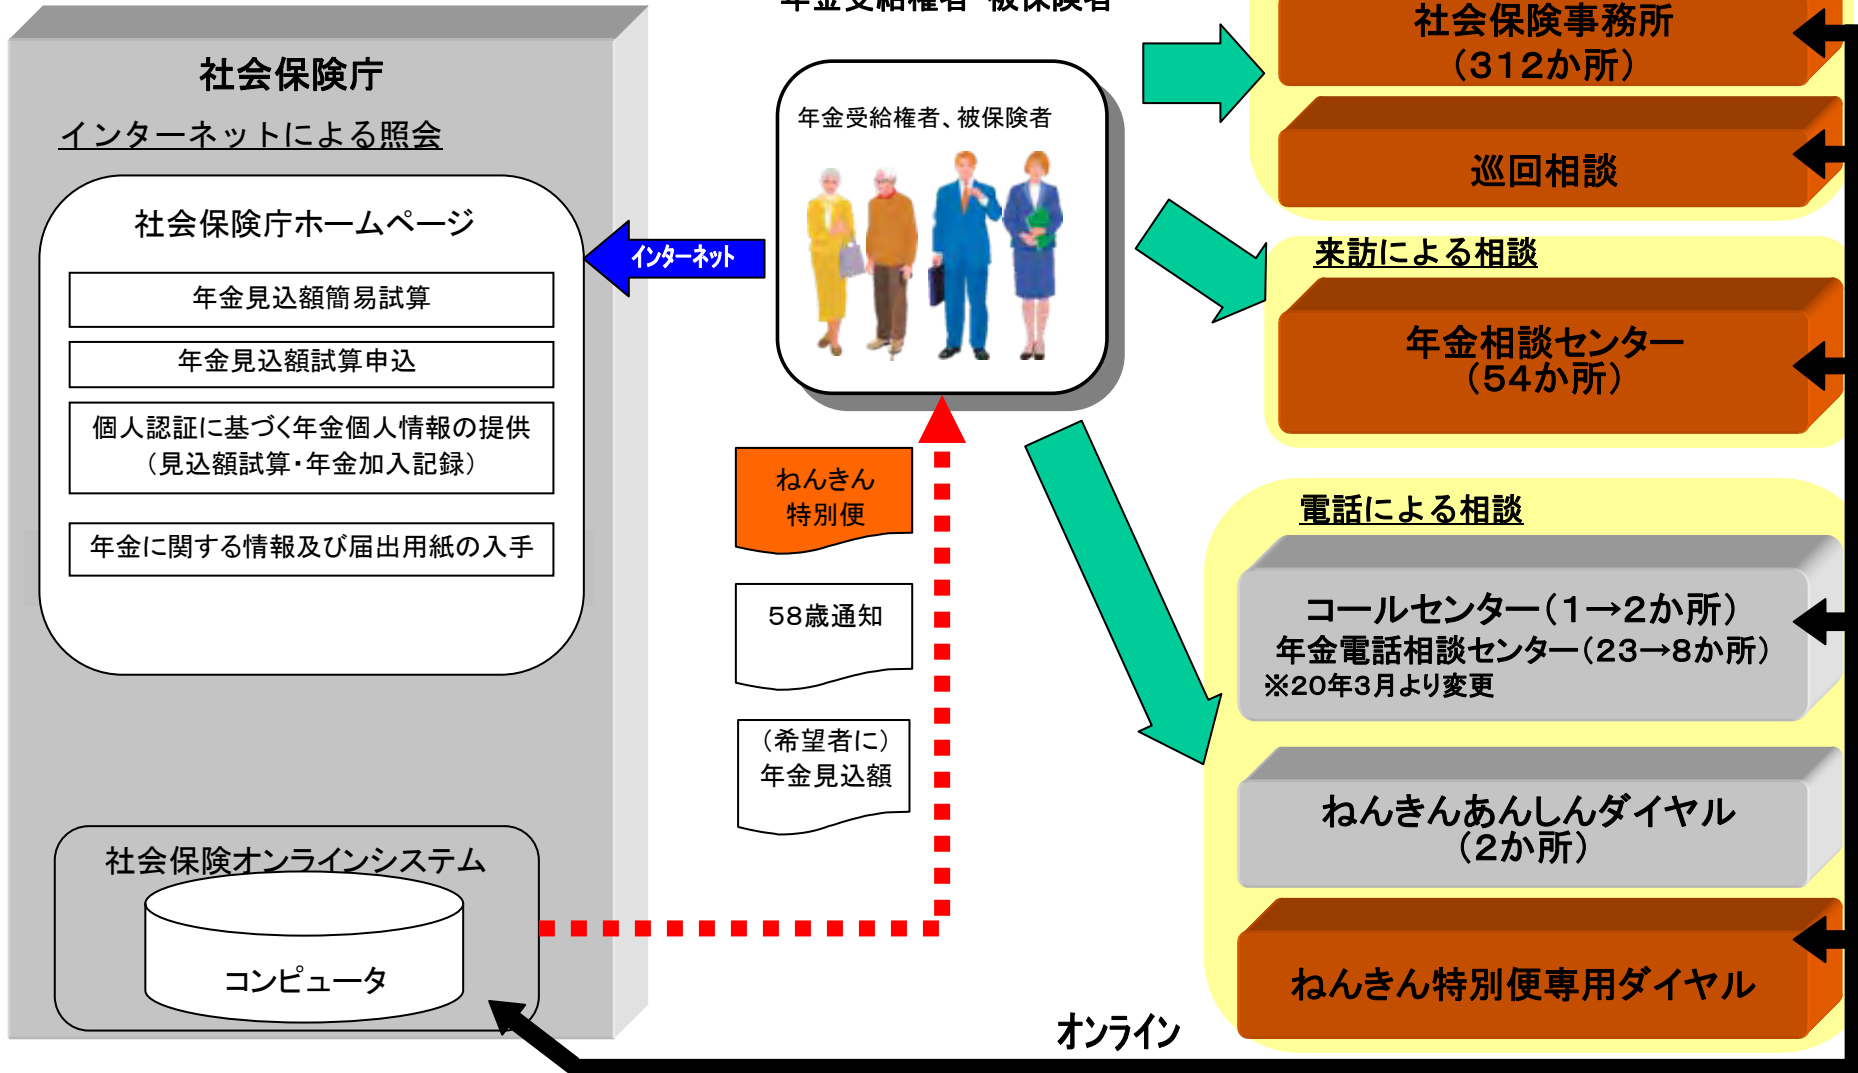 年金受給権者 被保険者
社会保険庁
インターネットによる照会
社会保険庁ホームページ
年金見込額簡易試算
年金見込額試算申込
個人認証に基づく年金個人情報の提供
（見込額試算・年金加入記録）
年金に関する情報及び届出用紙の入手
社会保険オンラインシステム
コンピュータ
インターネット
年金受給権者、被保険者
ねんきん
特別便
58歳通知
（希望者に）
年金見込額
社会保険事務所
（312か所）
巡回相談
来訪による相談
年金相談センター
（54か所）
電話による相談
コールセンター（1→2か所）
年金電話相談センター（23→8か所）
※20年3月より変更
ねんきんあんしんダイヤル
（2か所）
ねんきん特別便専用ダイヤル
オンライン